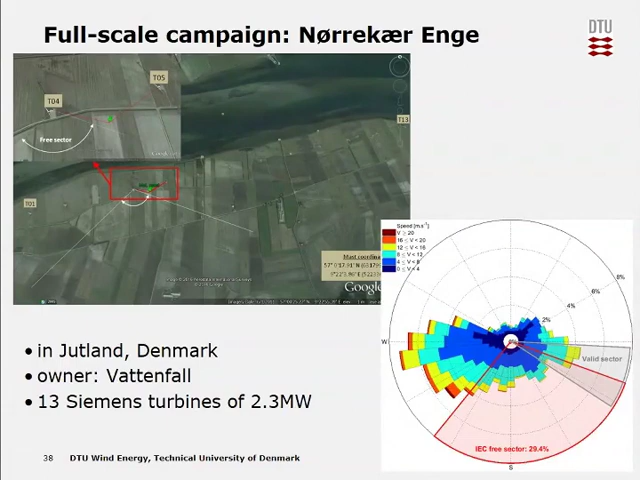 Full-scale campaign: Nørrekær Enge
DTU
T05
T04
Free sector
T13
T01
Google
Speed [m.s⁻¹]
V ≥ 20
16 ≤ V < 20
12 ≤ V < 16
8 ≤ V < 12
4 ≤ V < 8
0 ≤ V < 4
8%
6%
4%
2%
W
Valid sector
IEC free sector: 29.4%
S
• in Jutland, Denmark
• owner: Vattenfall
• 13 Siemens turbines of 2.3MW
38 DTU Wind Energy, Technical University of Denmark